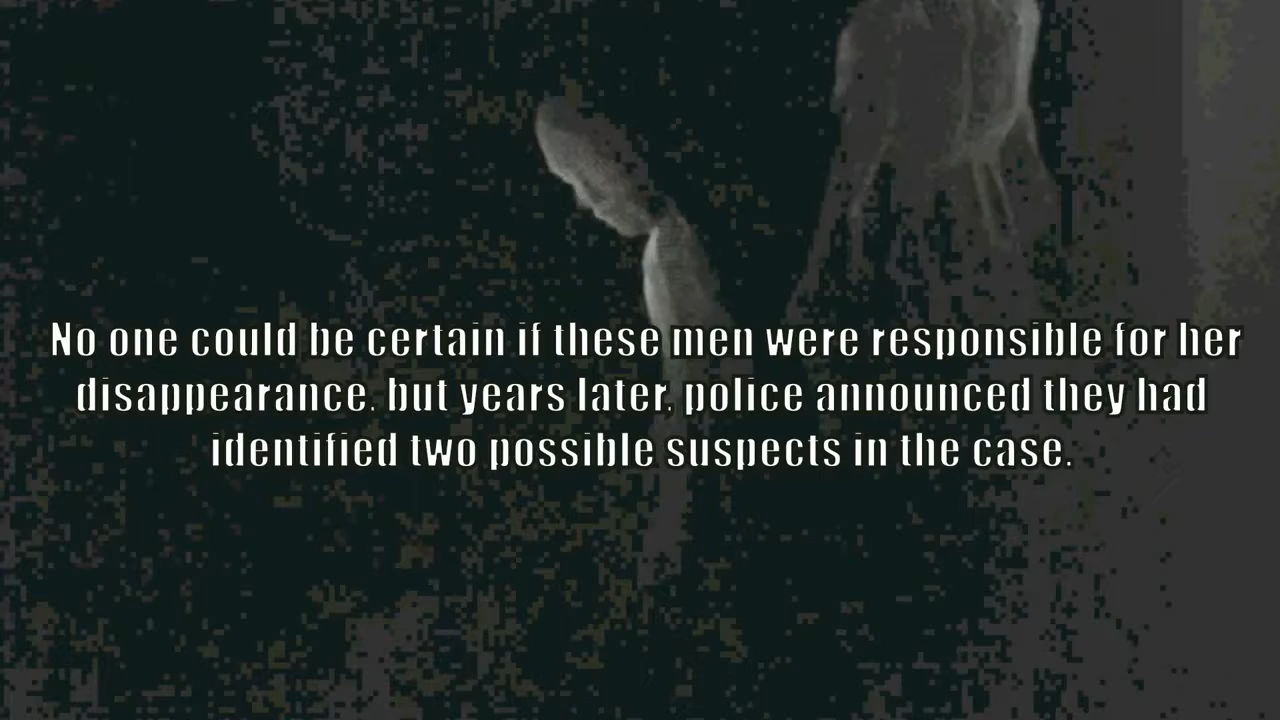 No one could be certain if these men were responsible for her
disappearance, but years later, police announced they had
identified two possible suspects in the case.